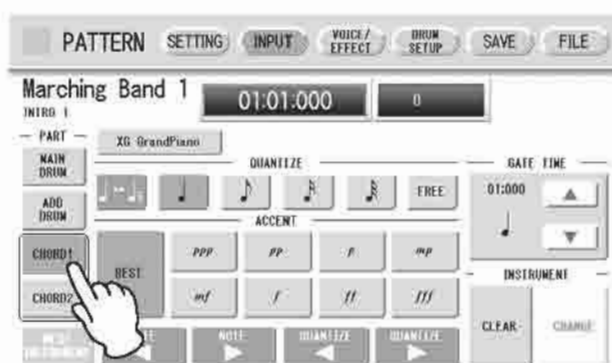 PATTERN SETTING INPUT VOICE/ EFFECT DRUM SETUP SAVE FILE
Marching Band 1 01:01:000 0
INTRO 1
PART XG GrandPiano
MAIN DRUM QUANTIZE GATE TIME
FREE 01:000
ADD DRUM
ACCENT
CHORD1 REST ppp pp p mp
INSTRUMENT
CHORD2 mf f ff fff
CLEAR CHANGE
NOTE QUANTIZE QUANTIZE